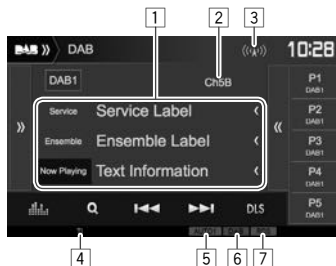 1 2 3
DAB DAB 10:28
DAB1 Ch5B P1 DAB1
Service Service Label P2 DAB1
Ensemble Ensemble Label P3 DAB1
Now Playing Text Information P4 DAB1
Q DLS P5 DAB1
4 5 6 7